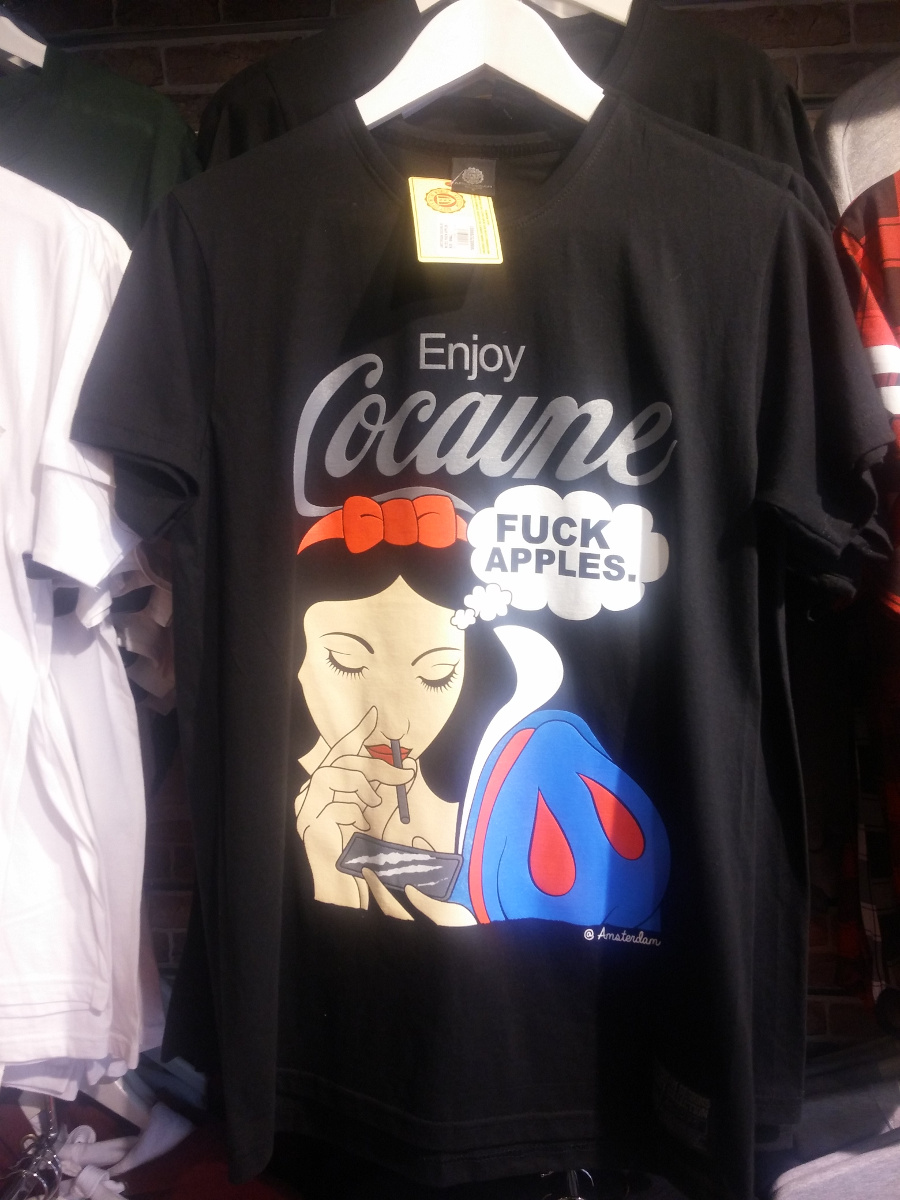 Enjoy
Cocaine
FUCK
APPLES.
@ Amsterdam